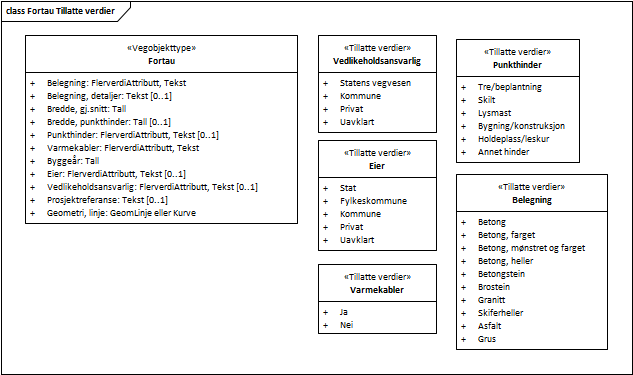 class Fortau Tillatte verdier
«Vegobjekttype»
Fortau
+ Belegning: FlerverdiAttributt, Tekst
+ Belegning, detaljer: Tekst [0..1]
+ Bredde, gj.snitt: Tall
+ Bredde, punkthinder: Tall [0..1]
+ Punkthinder: FlerverdiAttributt, Tekst [0..1]
+ Varmekabler: FlerverdiAttributt, Tekst
+ Byggeår: Tall
+ Eier: FlerverdiAttributt, Tekst [0..1]
+ Vedlikeholdsansvarlig: FlerverdiAttributt, Tekst [0..1]
+ Prosjektreferanse: Tekst [0..1]
+ Geometri, linje: GeomLinje eller Kurve
«Tillatte verdier»
Vedlikeholdsansvarlig
+ Statens vegvesen
+ Kommune
+ Privat
+ Uavklart
«Tillatte verdier»
Eier
+ Stat
+ Fylkeskommune
+ Kommune
+ Privat
+ Uavklart
«Tillatte verdier»
Varmekabler
+ Ja
+ Nei
«Tillatte verdier»
Punkthinder
+ Tre/beplantning
+ Skilt
+ Lysmast
+ Bygning/konstruksjon
+ Holdeplass/leskur
+ Annet hinder
«Tillatte verdier»
Belegning
+ Betong
+ Betong, farget
+ Betong, mønstret og farget
+ Betong, heller
+ Betongstein
+ Brostein
+ Granitt
+ Skiferheller
+ Asfalt
+ Grus